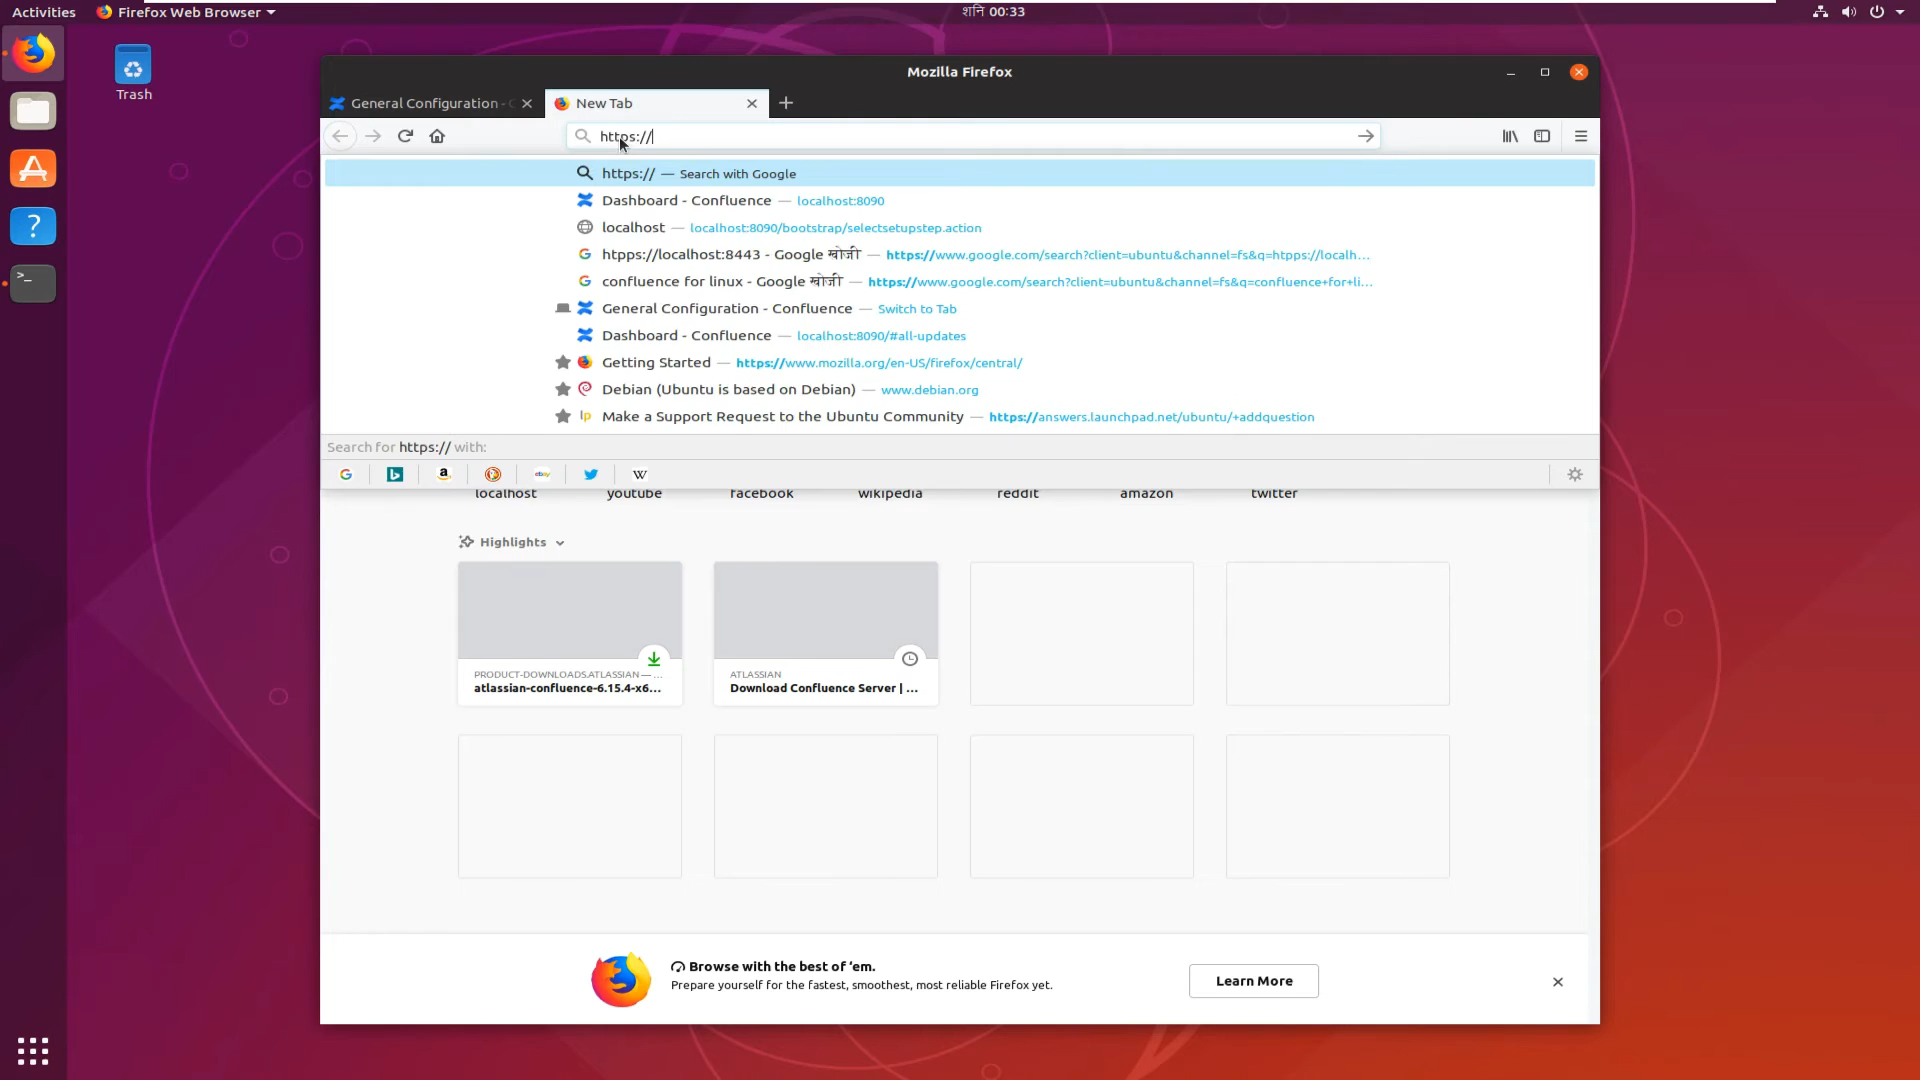 Activities Firefox Web Browser शनि 00:33
Trash
Mozilla Firefox
General Configuration - New Tab
https://
https:// — Search with Google
Dashboard - Confluence — localhost:8090
localhost — localhost:8090/bootstrap/selectsetupstep.action
htpps://localhost:8443 - Google खोजी — https://www.google.com/search?client=ubuntu&channel=fs&q=htpps://localh...
confluence for linux - Google खोजी — https://www.google.com/search?client=ubuntu&channel=fs&q=confluence+for+li...
General Configuration - Confluence — Switch to Tab
Dashboard - Confluence — localhost:8090/#all-updates
Getting Started — https://www.mozilla.org/en-US/firefox/central/
Debian (Ubuntu is based on Debian) — www.debian.org
lp Make a Support Request to the Ubuntu Community — https://answers.launchpad.net/ubuntu/+addquestion
Search for https:// with:
G b a ebay W
localhost youtube facebook wikipedia reddit amazon twitter
Highlights
PRODUCT-DOWNLOADS.ATLASSIAN — ...
atlassian-confluence-6.15.4-x6...
ATLASSIAN
Download Confluence Server | ...
Browse with the best of ‘em.
Prepare yourself for the fastest, smoothest, most reliable Firefox yet.
Learn More